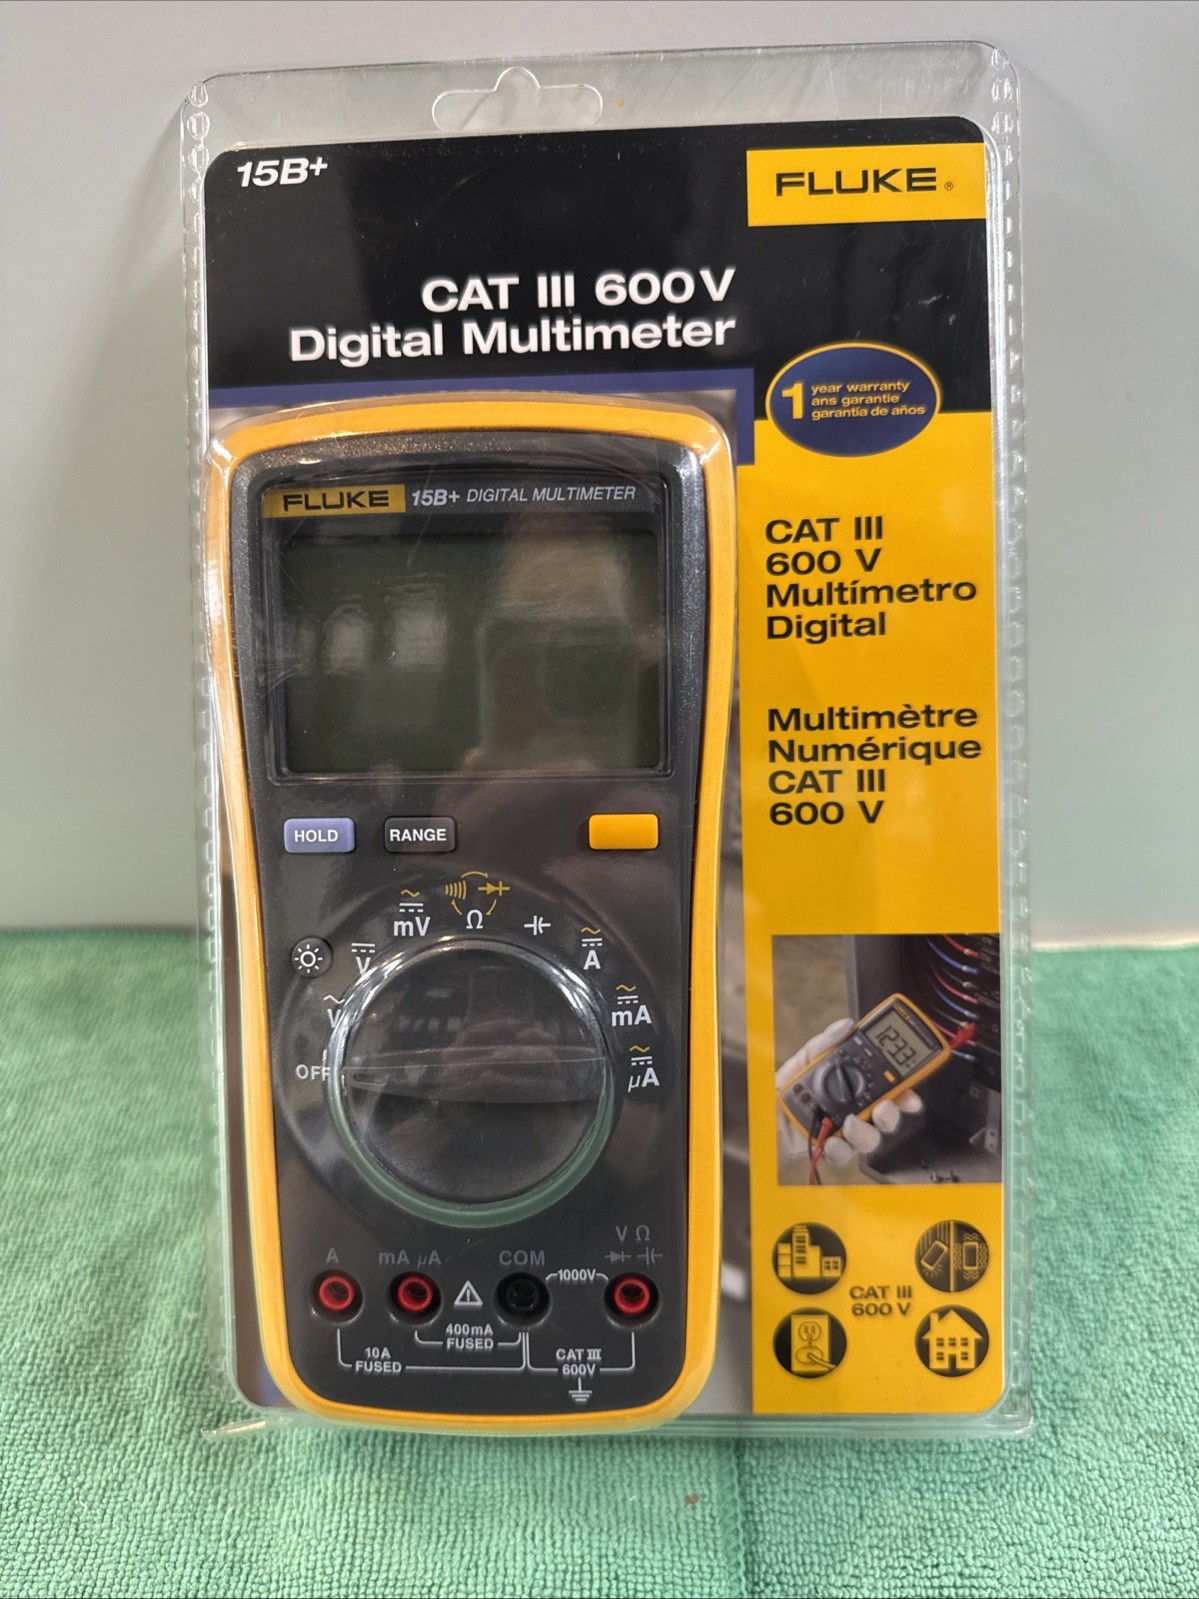 15B+
FLUKE®
CAT III 600 V
Digital Multimeter
1 year warranty
ans garantie
garantía de años
FLUKE 15B+ DIGITAL MULTIMETER
CAT III
600 V
Multímetro
Digital
Multimètre
Numérique
CAT III
600 V
HOLD
RANGE
mV
Ω
V
A
V
mA
OFF
µA
A
mA µA
COM
V Ω
1000V
400mA
FUSED
10A
FUSED
CAT III
600V
CAT III
600 V